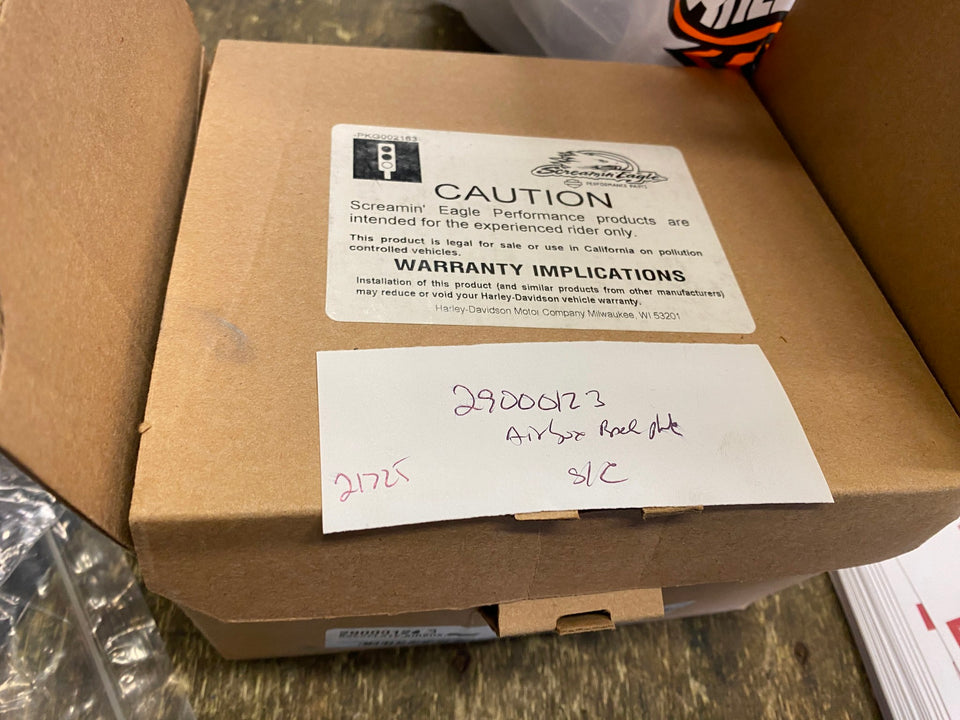 -PKG002163
Screamin' Eagle
PERFORMANCE PARTS
CAUTION
Screamin' Eagle Performance products are
intended for the experienced rider only.
This product is legal for sale or use in California on pollution
controlled vehicles.
WARRANTY IMPLICATIONS
Installation of this product (and similar products from other manufacturers)
may reduce or void your Harley-Davidson vehicle warranty.
Harley-Davidson Motor Company Milwaukee, WI 53201
29000123
Airbox Back plate
S/C
21725